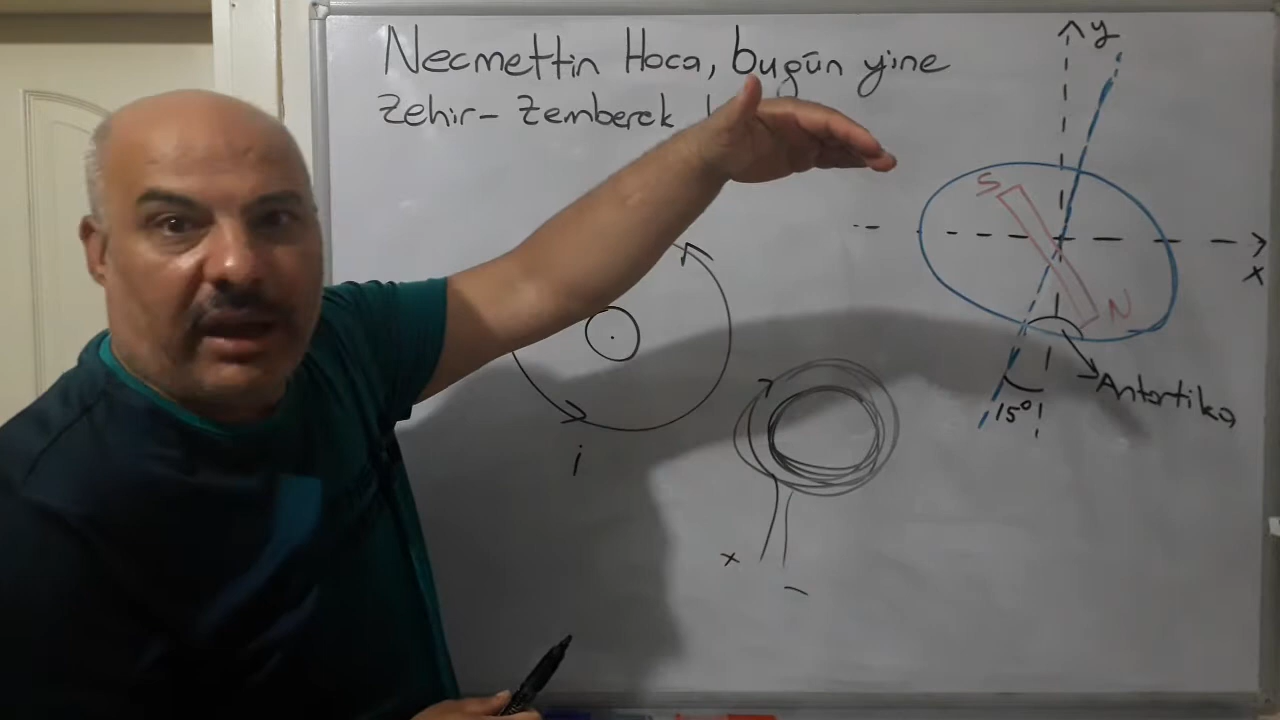 Necmettin Hoca, bugün yine
Zehir-Zemberek
y
S
x
N
i
Antartika
15°
+
-